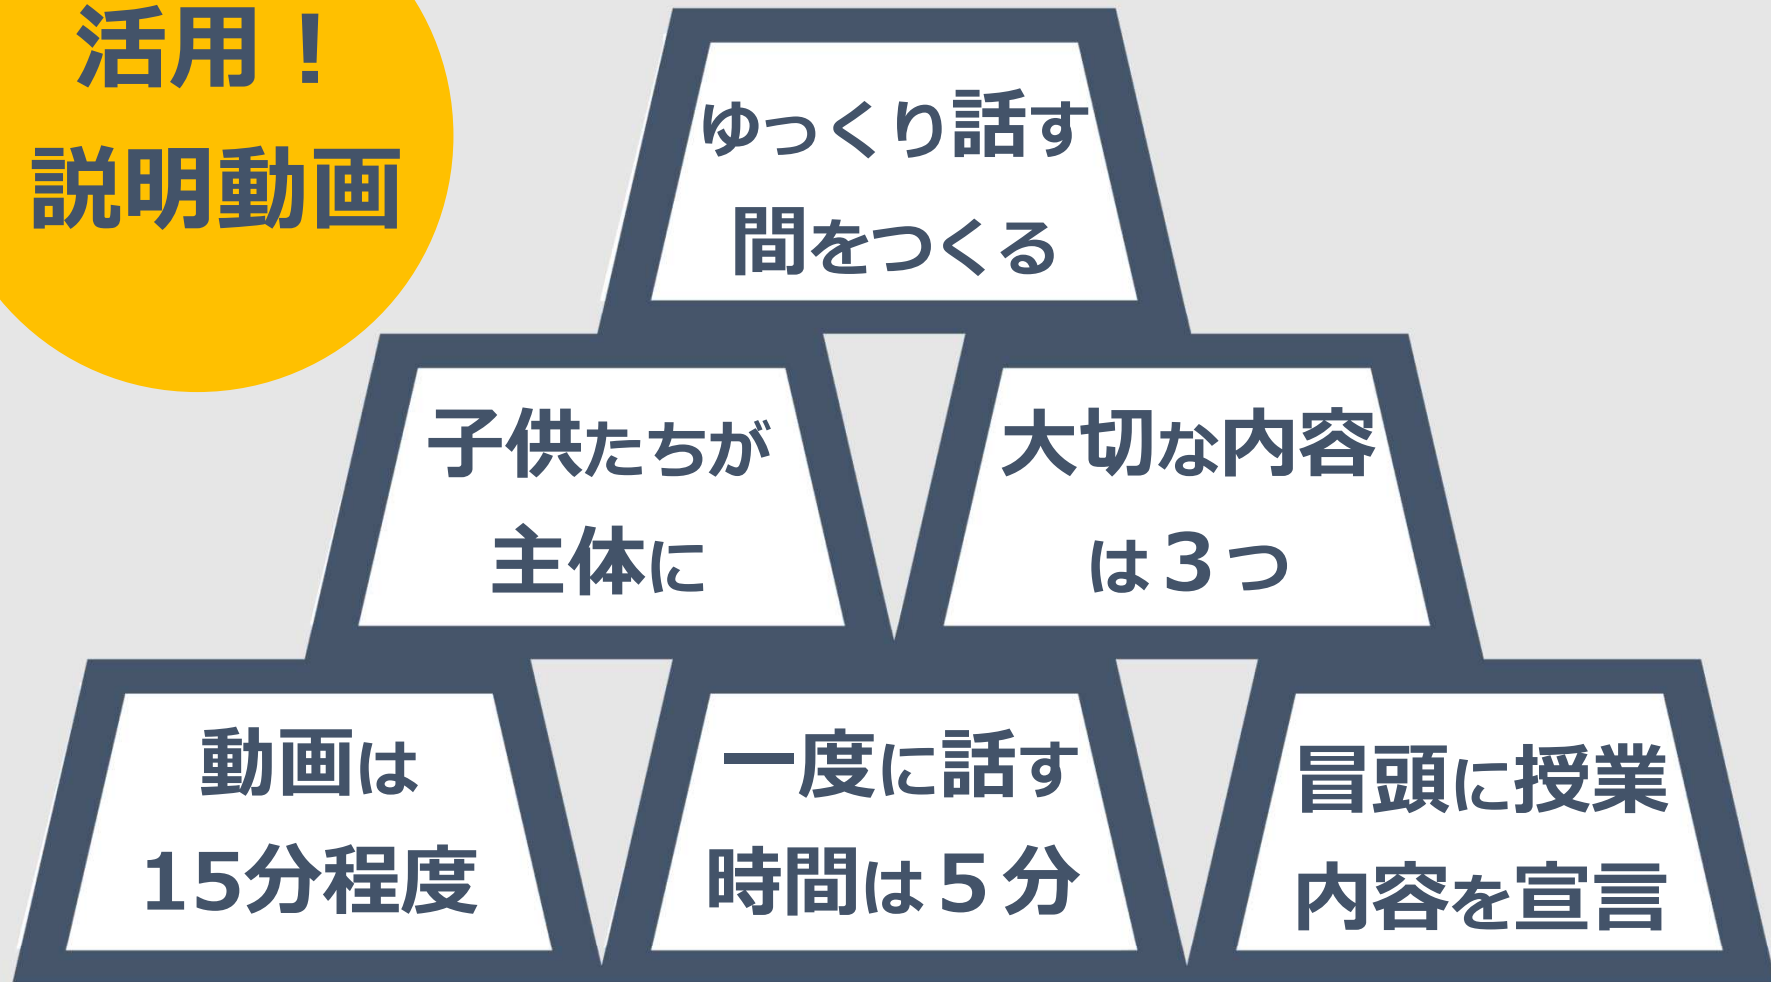 活用！
説明動画
ゆっくり話す
間をつくる
子供たちが
主体に
大切な内容
は３つ
動画は
15分程度
一度に話す
時間は５分
冒頭に授業
内容を宣言